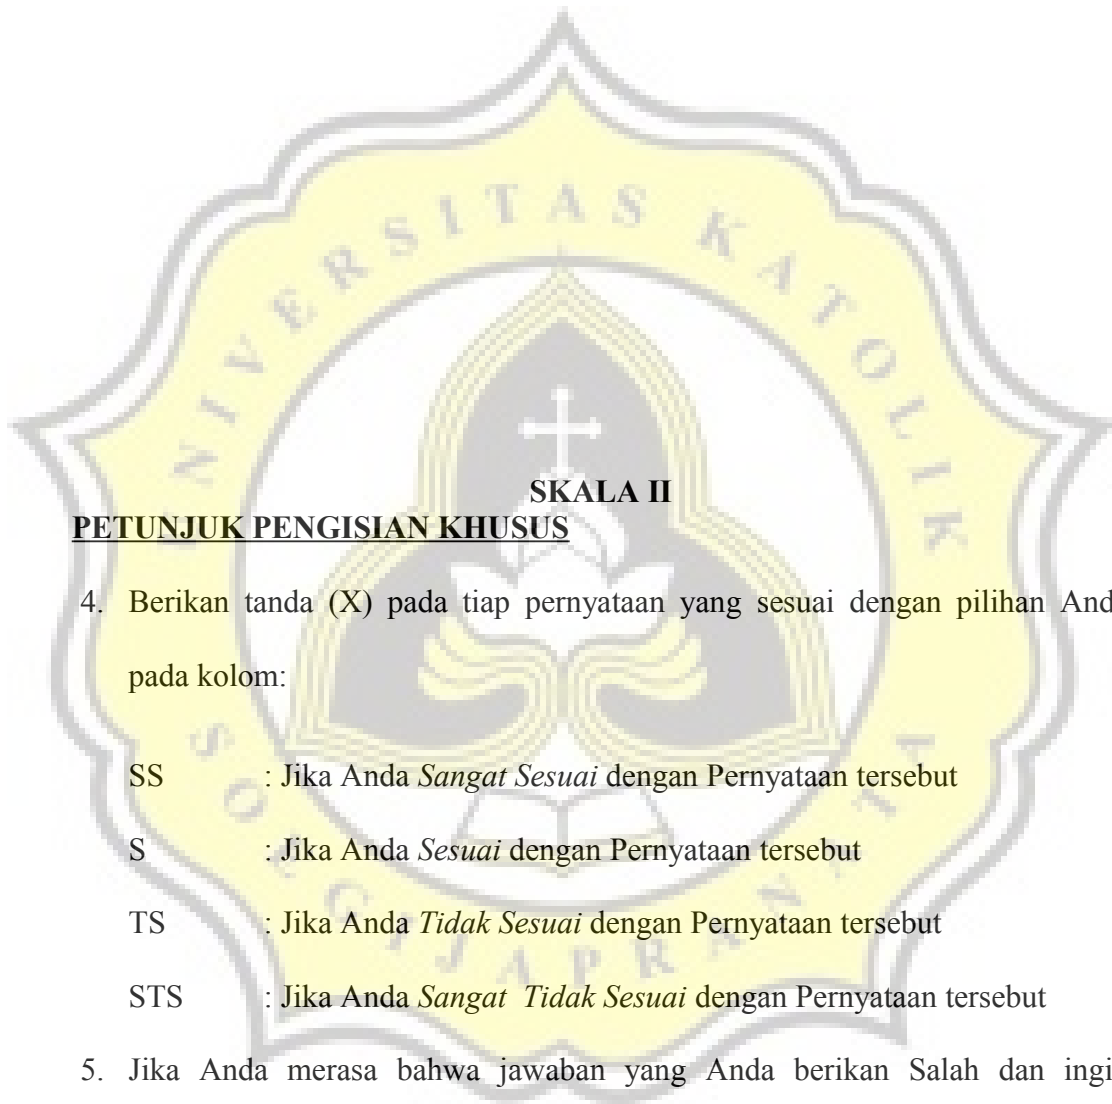 UNIVERSITAS KATOLIK
SOEGIJAPRANATA
SKALA II
PETUNJUK PENGISIAN KHUSUS
4. Berikan tanda (X) pada tiap pernyataan yang sesuai dengan pilihan And
pada kolom:
SS : Jika Anda Sangat Sesuai dengan Pernyataan tersebut
S : Jika Anda Sesuai dengan Pernyataan tersebut
TS : Jika Anda Tidak Sesuai dengan Pernyataan tersebut
STS : Jika Anda Sangat Tidak Sesuai dengan Pernyataan tersebut
5. Jika Anda merasa bahwa jawaban yang Anda berikan Salah dan ingi